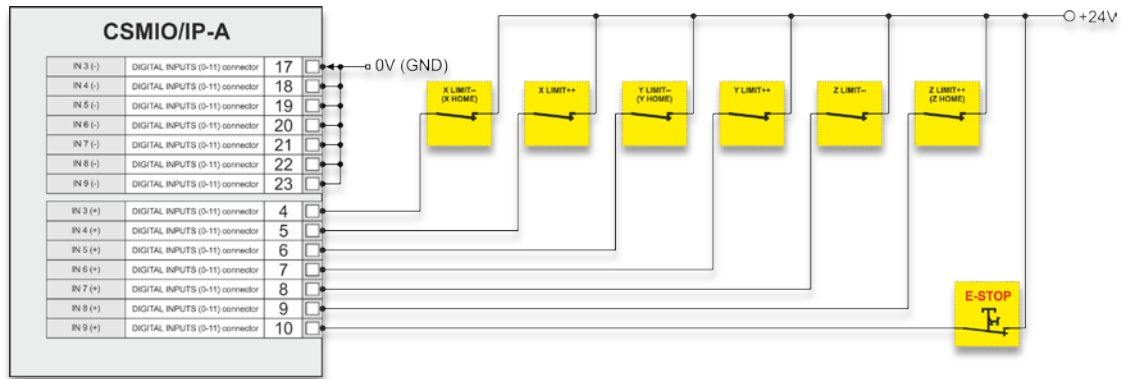 CSMIO/IP-A
+24V
IN 3 (-) DIGITAL INPUTS (0-11) connector 17
0V (GND)
IN 4 (-) DIGITAL INPUTS (0-11) connector 18
IN 5 (-) DIGITAL INPUTS (0-11) connector 19
IN 6 (-) DIGITAL INPUTS (0-11) connector 20
IN 7 (-) DIGITAL INPUTS (0-11) connector 21
IN 8 (-) DIGITAL INPUTS (0-11) connector 22
IN 9 (-) DIGITAL INPUTS (0-11) connector 23
X LIMIT--
(X HOME)
X LIMIT++
Y LIMIT--
(Y HOME)
Y LIMIT++
Z LIMIT--
Z LIMIT++
(Z HOME)
IN 3 (+) DIGITAL INPUTS (0-11) connector 4
IN 4 (+) DIGITAL INPUTS (0-11) connector 5
IN 5 (+) DIGITAL INPUTS (0-11) connector 6
IN 6 (+) DIGITAL INPUTS (0-11) connector 7
IN 7 (+) DIGITAL INPUTS (0-11) connector 8
IN 8 (+) DIGITAL INPUTS (0-11) connector 9
IN 9 (+) DIGITAL INPUTS (0-11) connector 10
E-STOP